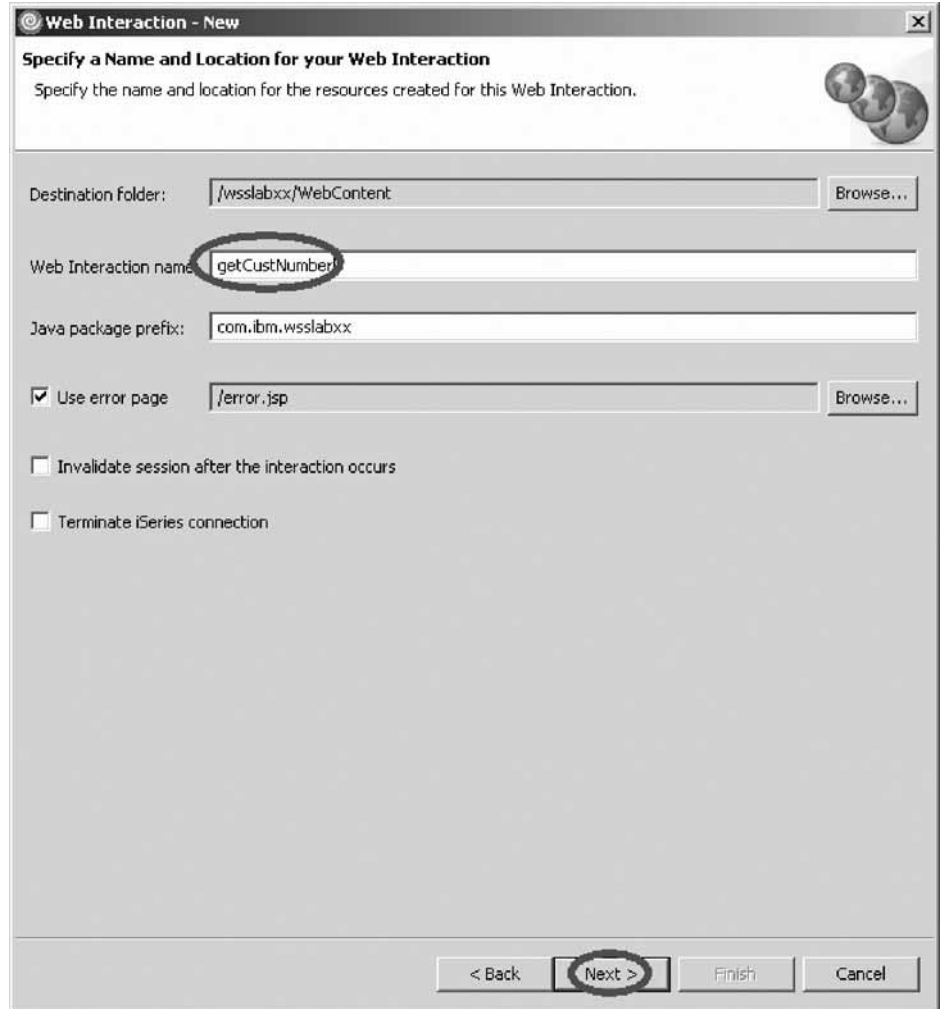 Web Interaction - New
Specify a Name and Location for your Web Interaction
Specify the name and location for the resources created for this Web Interaction.
Destination folder: /wsslabxx/WebContent Browse...
Web Interaction name getCustNumber
Java package prefix: com.ibm.wsslabxx
Use error page /error.jsp Browse...
Invalidate session after the interaction occurs
Terminate iSeries connection
< Back Next > Finish Cancel